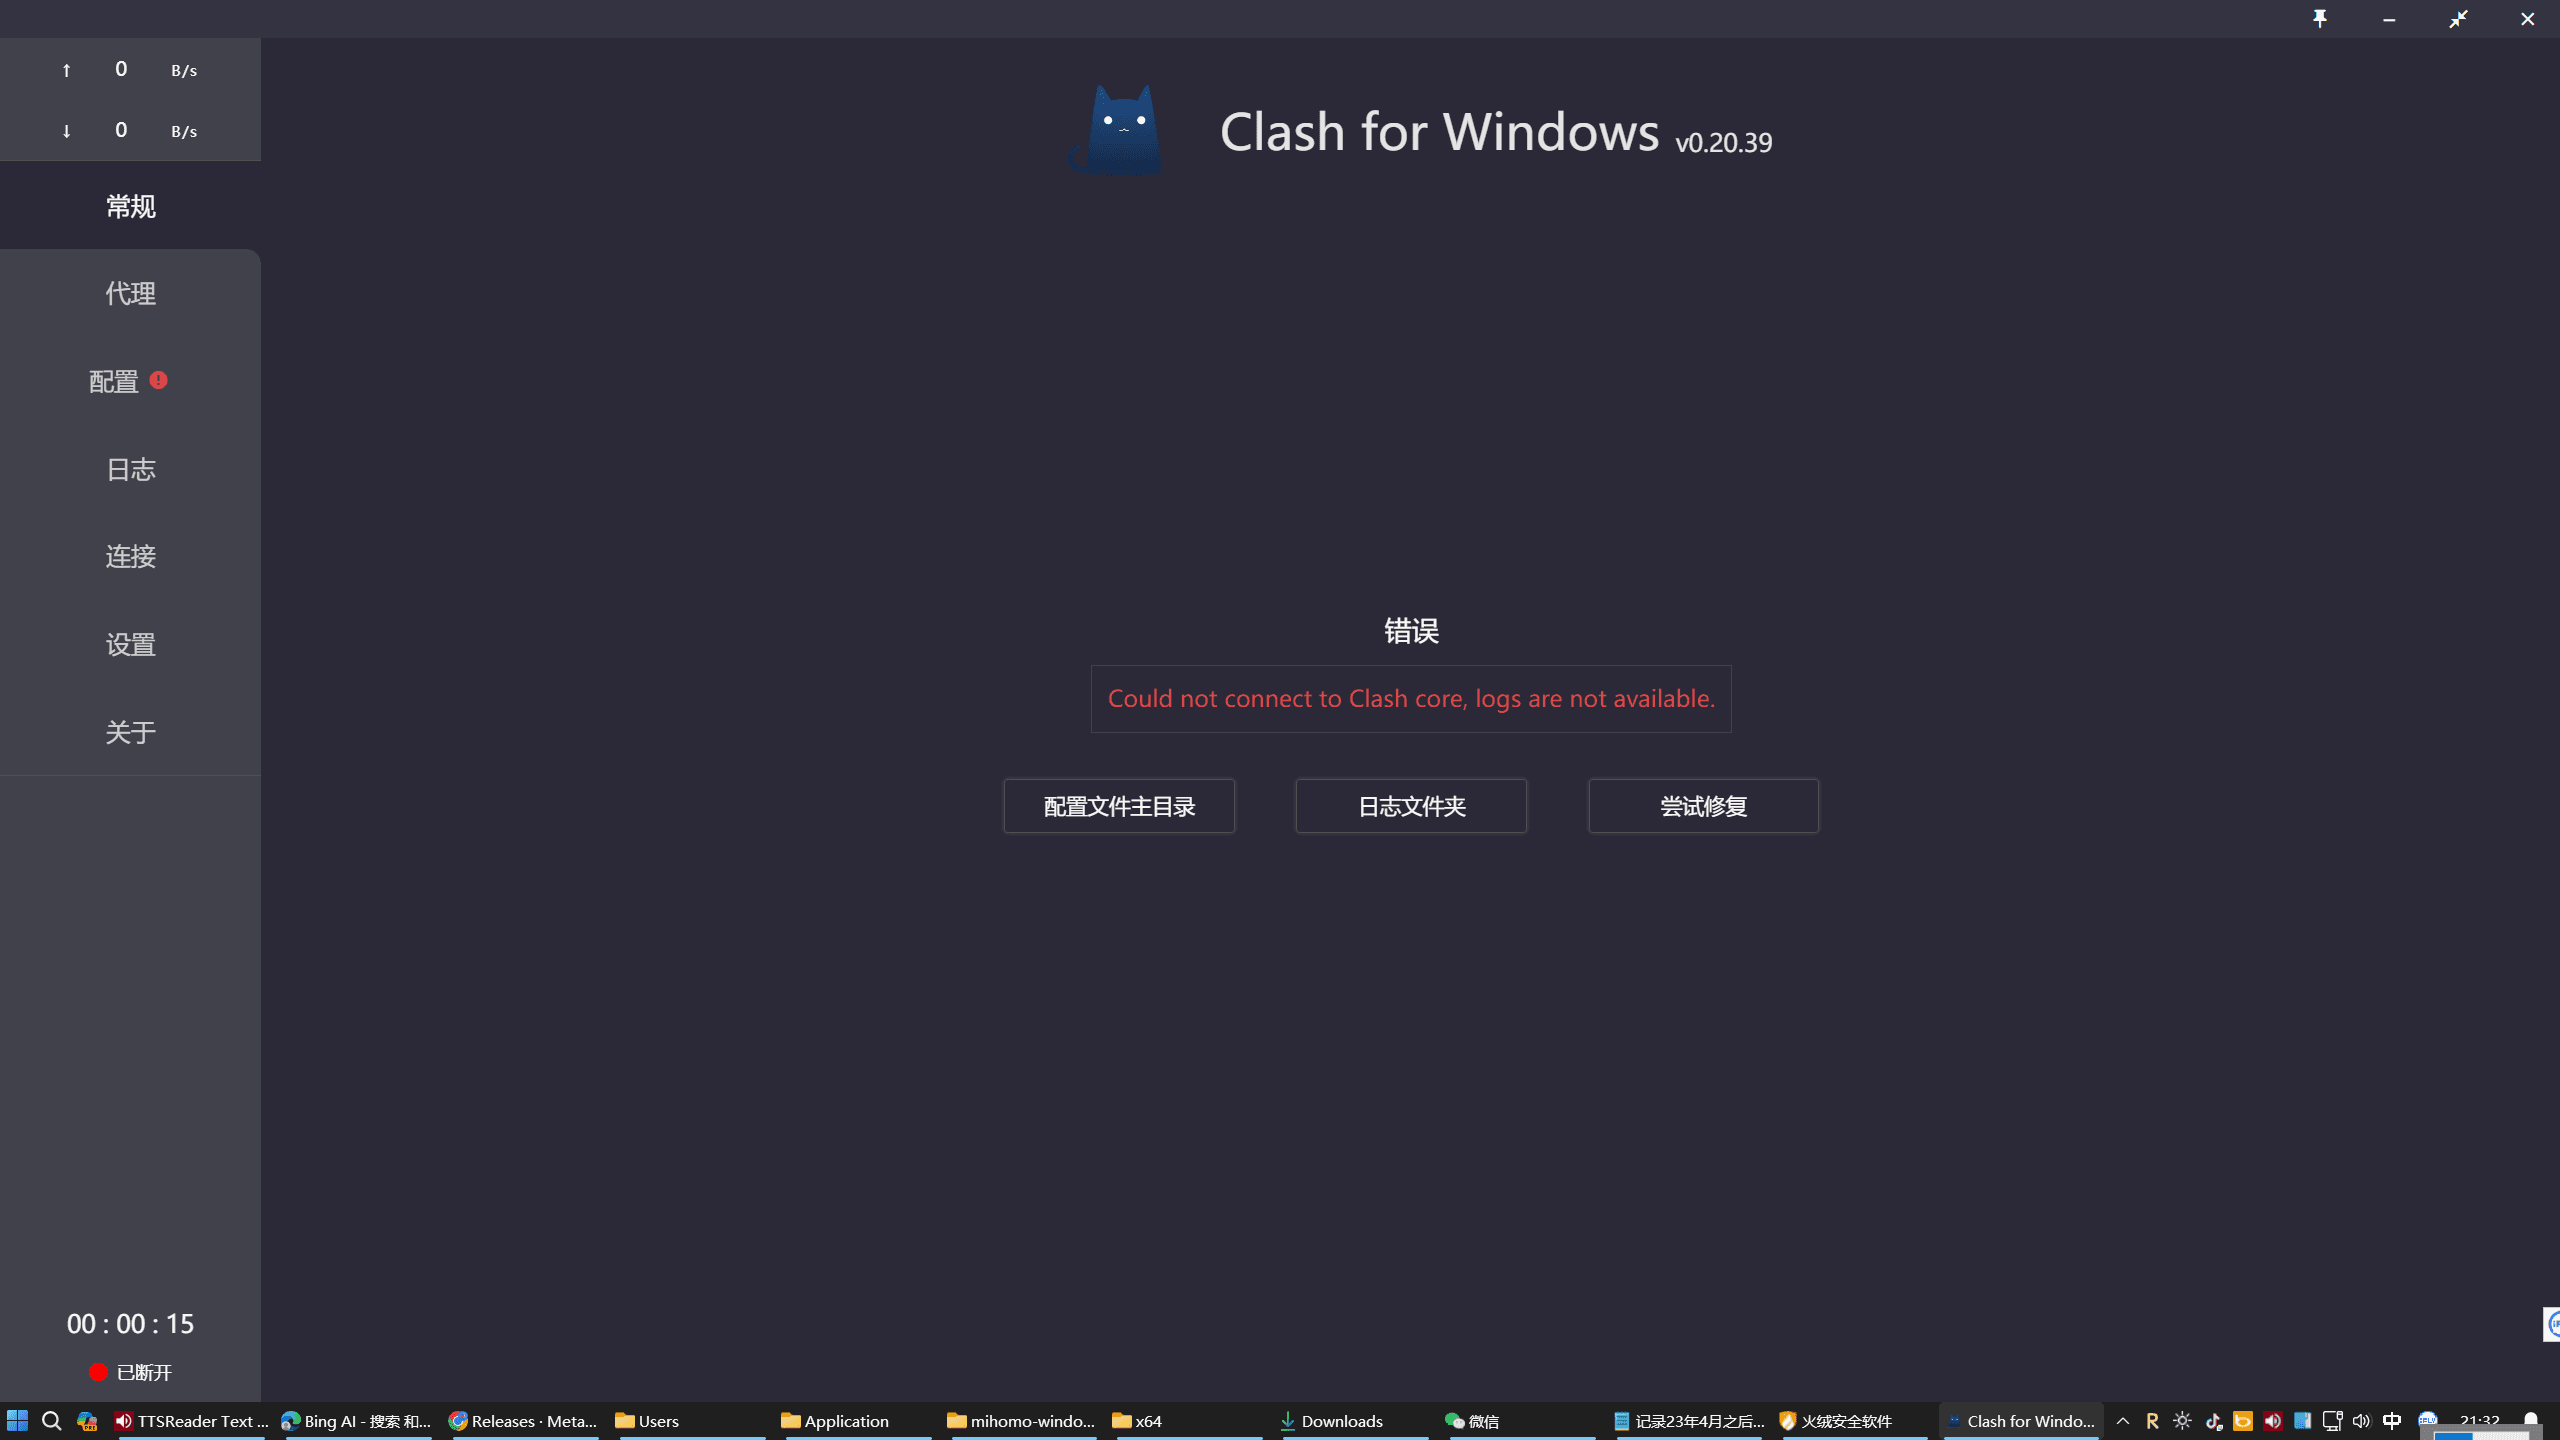 ↑ 0 B/s
↓ 0 B/s
常规
代理
配置
日志
连接
设置
关于
00 : 00 : 15
已断开
Clash for Windows v0.20.39
错误
Could not connect to Clash core, logs are not available.
配置文件主目录 日志文件夹 尝试修复
TTSReader Text ... Bing AI - 搜索 和... Releases · Meta... Users Application mihomo-windo... x64 Downloads 微信 记录23年4月之后... 火绒安全软件 Clash for Windo... R 中 21:32